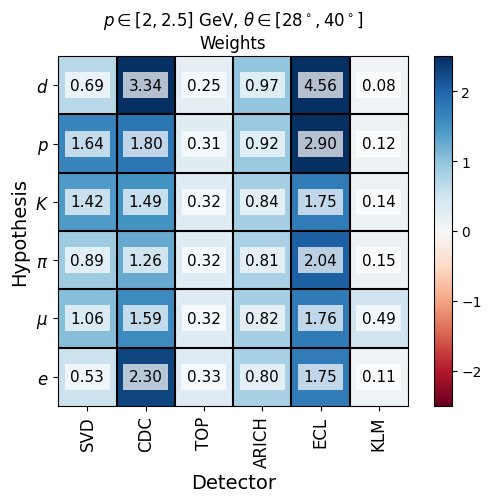 p ∈ [2, 2.5] GeV, θ ∈ [28°, 40°]
Weights
Hypothesis
d 0.69 3.34 0.25 0.97 4.56 0.08
p 1.64 1.80 0.31 0.92 2.90 0.12
K 1.42 1.49 0.32 0.84 1.75 0.14
π 0.89 1.26 0.32 0.81 2.04 0.15
μ 1.06 1.59 0.32 0.82 1.76 0.49
e 0.53 2.30 0.33 0.80 1.75 0.11
SVD CDC TOP ARICH ECL KLM
Detector
2
1
0
−1
−2